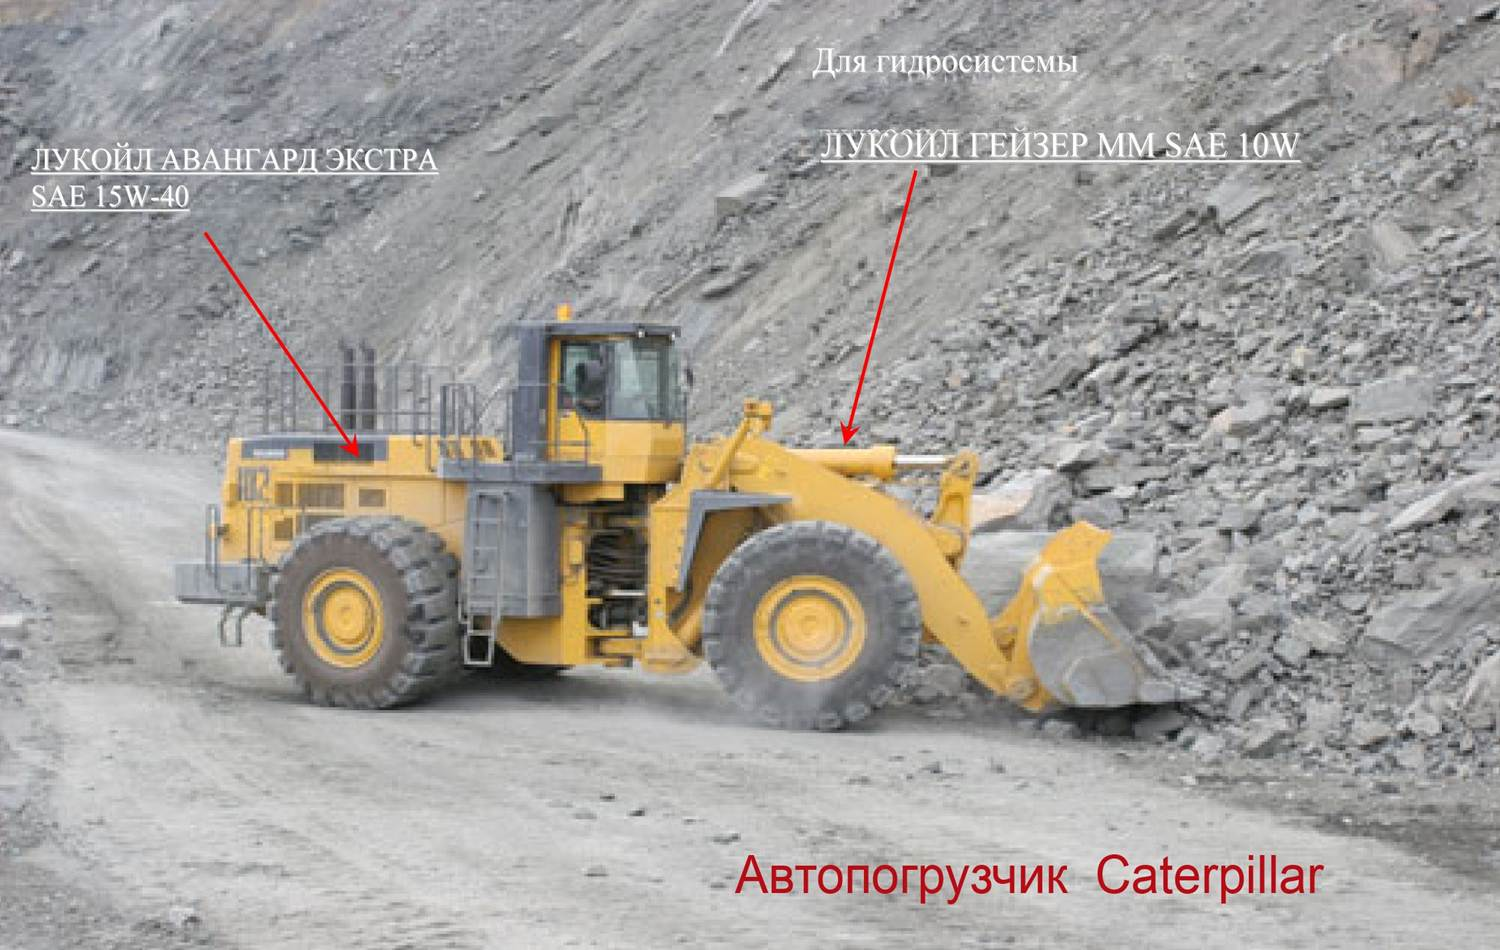 Для гидросистемы
ЛУКОЙЛ АВАНГАРД ЭКСТРА
SAE 15W-40
ЛУКОЙЛ ГЕЙЗЕР ММ SAE 10W
Автопогрузчик Caterpillar